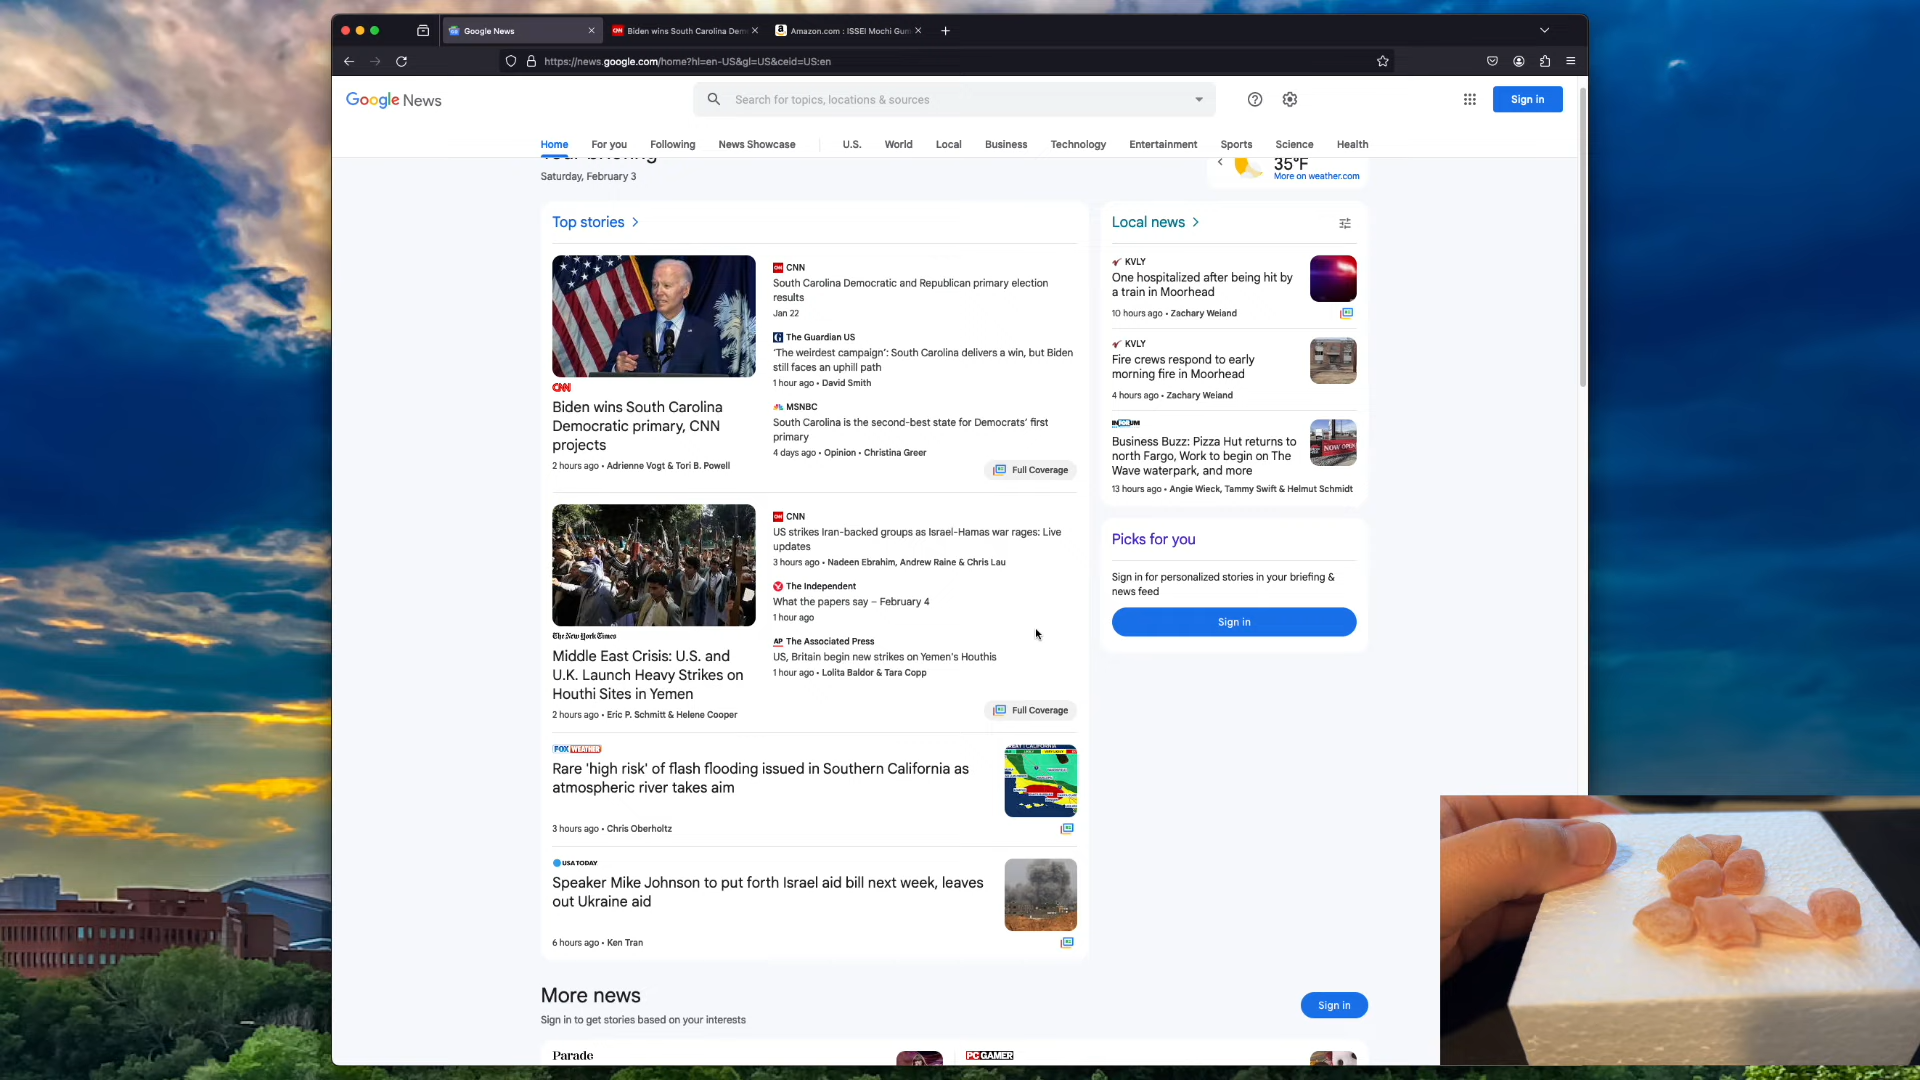 Google News
Biden wins South Carolina Dem
Amazon.com : ISSEI Mochi Gum
https://news.google.com/home?hl=en-US&gl=US&ceid=US:en
Google News
Search for topics, locations & sources
Sign in
Home
For you
Following
News Showcase
U.S.
World
Local
Business
Technology
Entertainment
Sports
Science
Health
Your briefing
Saturday, February 3
35°F
More on weather.com
Top stories
CNN
Biden wins South Carolina
Democratic primary, CNN
projects
2 hours ago • Adrienne Vogt & Tori B. Powell
CNN
South Carolina Democratic and Republican primary election
results
Jan 22
The Guardian US
'The weirdest campaign': South Carolina delivers a win, but Biden
still faces an uphill path
1 hour ago • David Smith
MSNBC
South Carolina is the second-best state for Democrats' first
primary
4 days ago • Opinion • Christina Greer
Full Coverage
The New York Times
Middle East Crisis: U.S. and
U.K. Launch Heavy Strikes on
Houthi Sites in Yemen
2 hours ago • Eric P. Schmitt & Helene Cooper
CNN
US strikes Iran-backed groups as Israel-Hamas war rages: Live
updates
3 hours ago • Nadeen Ebrahim, Andrew Raine & Chris Lau
The Independent
What the papers say – February 4
1 hour ago
AP The Associated Press
US, Britain begin new strikes on Yemen's Houthis
1 hour ago • Lolita Baldor & Tara Copp
Full Coverage
FOX WEATHER
Rare 'high risk' of flash flooding issued in Southern California as
atmospheric river takes aim
3 hours ago • Chris Oberholtz
USA TODAY
Speaker Mike Johnson to put forth Israel aid bill next week, leaves
out Ukraine aid
6 hours ago • Ken Tran
Local news
KVLY
One hospitalized after being hit by
a train in Moorhead
10 hours ago • Zachary Weiand
KVLY
Fire crews respond to early
morning fire in Moorhead
4 hours ago • Zachary Weiand
INFORUM
Business Buzz: Pizza Hut returns to
north Fargo, Work to begin on The
Wave waterpark, and more
13 hours ago • Angie Wieck, Tammy Swift & Helmut Schmidt
NOW OPEN
Picks for you
Sign in for personalized stories in your briefing &
news feed
Sign in
More news
Sign in to get stories based on your interests
Sign in
Parade
PC GAMER